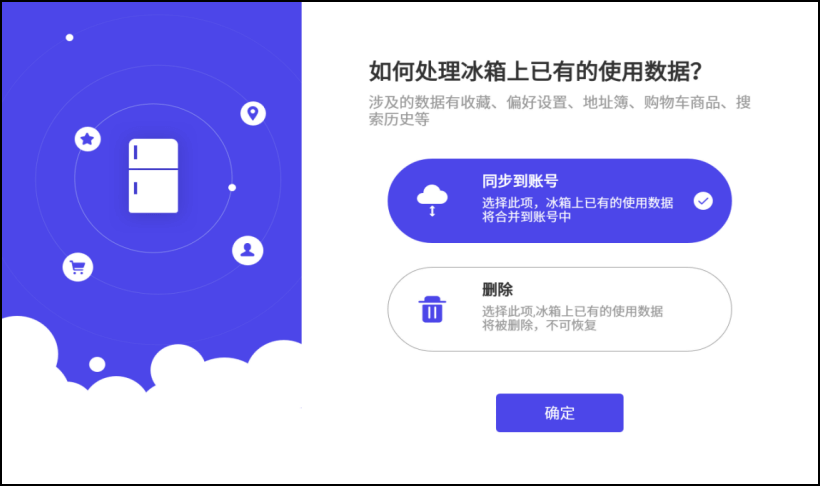 如何处理冰箱上已有的使用数据?
涉及的数据有收藏、偏好设置、地址簿、购物车商品、搜
索历史等
同步到账号
选择此项，冰箱上已有的使用数据
将合并到账号中
删除
选择此项,冰箱上已有的使用数据
将被删除，不可恢复
确定